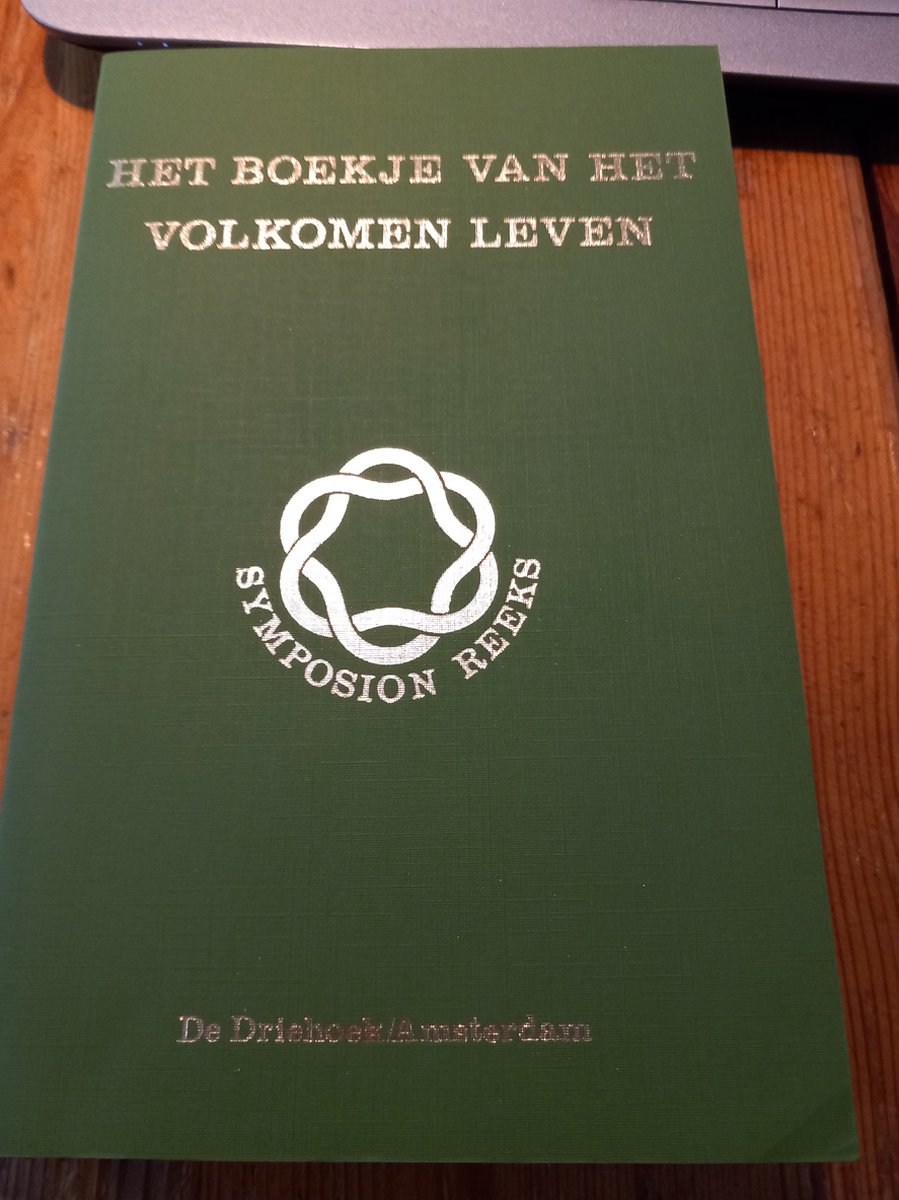 HET BOEKJE VAN HET
VOLKOMEN LEVEN
SYMPOSION REEKS
De Driehoek/Amsterdam